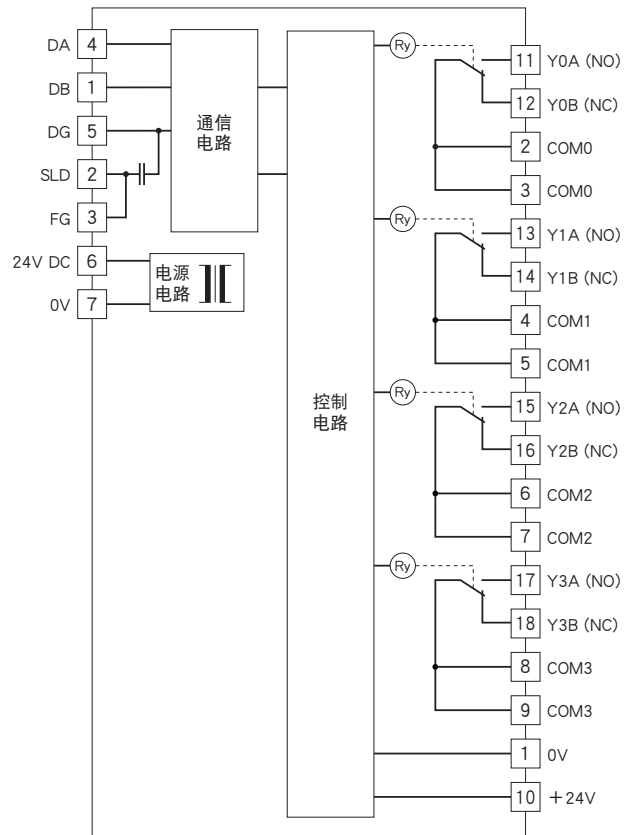 DA 4
DB 1
DG 5
SLD 2
FG 3
24V DC 6
0V 7
通信
电路
电源
电路
控制
电路
Ry
11 Y0A (NO)
12 Y0B (NC)
2 COM0
3 COM0
Ry
13 Y1A (NO)
14 Y1B (NC)
4 COM1
5 COM1
Ry
15 Y2A (NO)
16 Y2B (NC)
6 COM2
7 COM2
Ry
17 Y3A (NO)
18 Y3B (NC)
8 COM3
9 COM3
1 0V
10 +24V